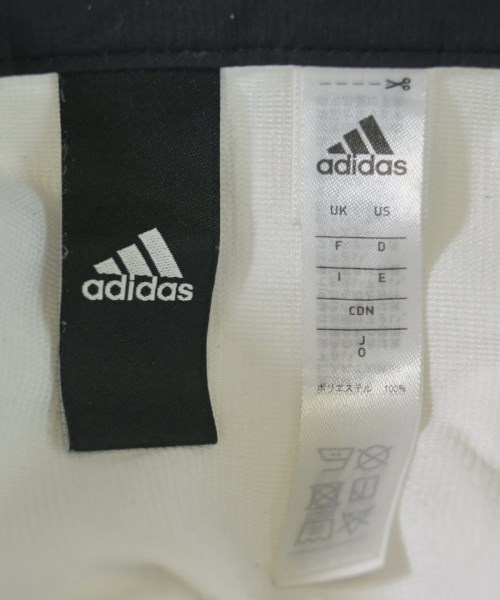 adidas
adidas
UK US
F D
I E
CDN
J
O
ポリエステル 100%